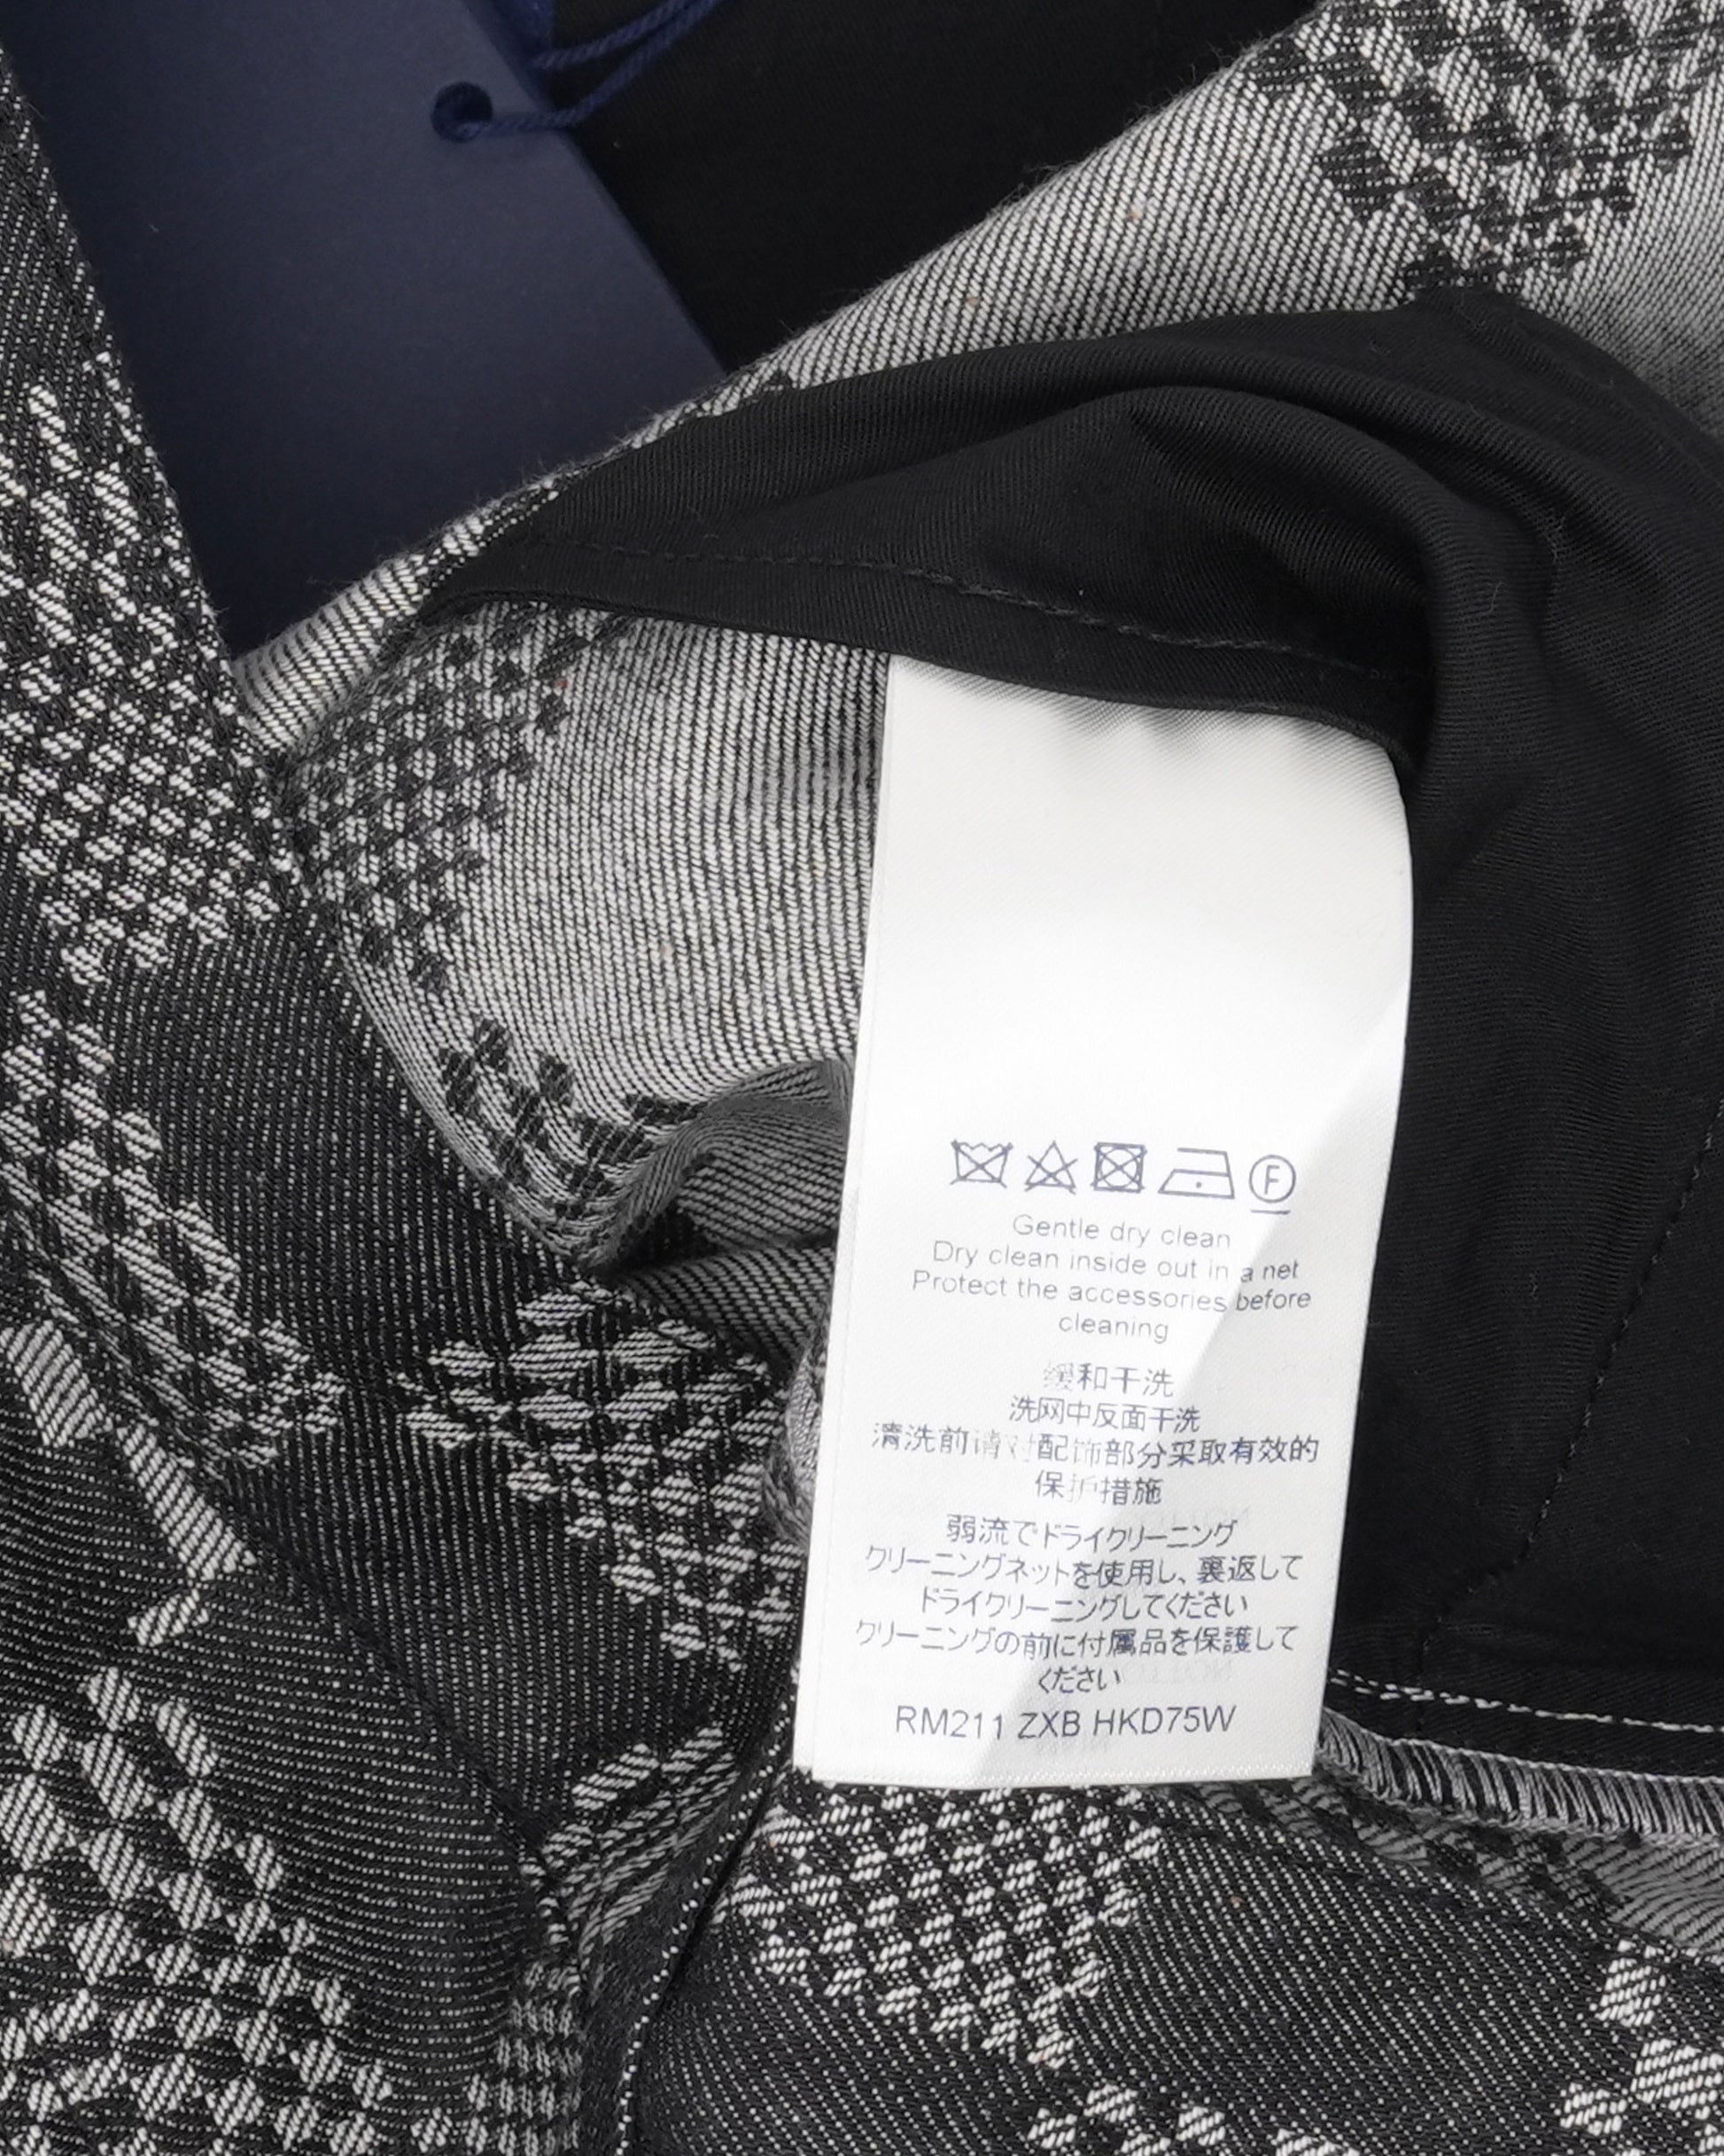 F
Gentle dry clean
Dry clean inside out in a net
Protect the accessories before
cleaning
缓和干洗
洗网中反面干洗
清洗前请对配饰部分采取有效的
保护措施
弱流でドライクリーニング
クリーニングネットを使用し、裏返して
ドライクリーニングしてください
クリーニングの前に付属品を保護して
ください
RM211 ZXB HKD75W